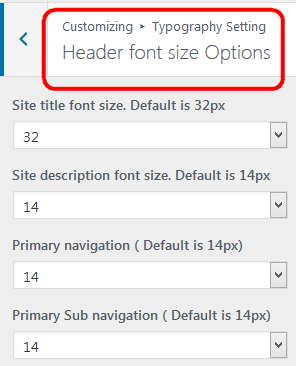 Customizing ▸ Typography Setting
Header font size Options
Site title font size. Default is 32px
32
Site description font size. Default is 14px
14
Primary navigation ( Default is 14px)
14
Primary Sub navigation ( Default is 14px)
14